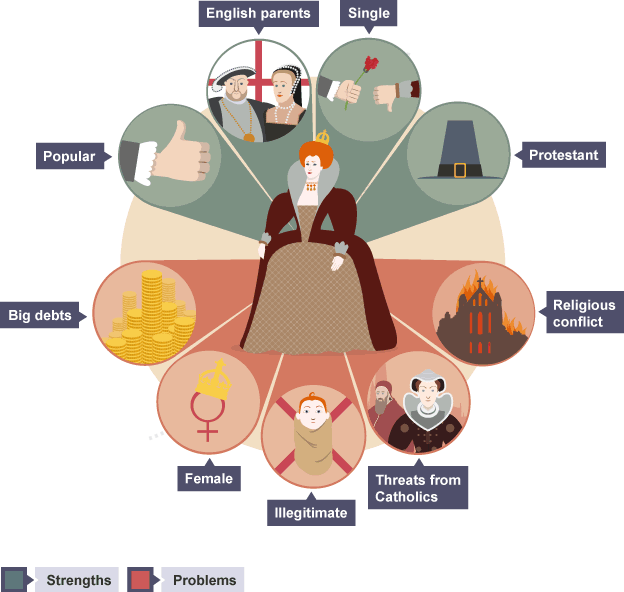 English parents
Single
Popular
Protestant
Big debts
Religious
conflict
Female
Threats from
Catholics
Illegitimate
Strengths
Problems